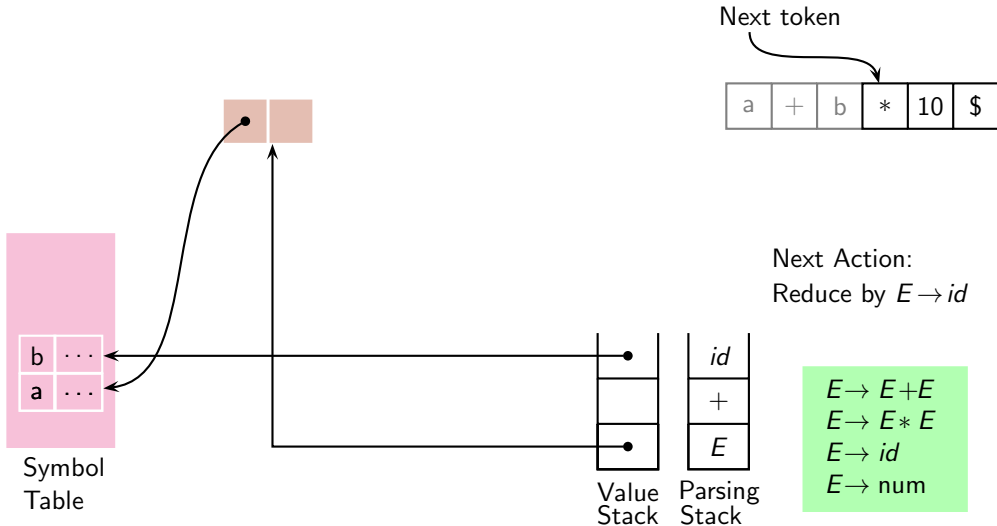 Next token
a + b * 10 $
Next Action:
Reduce by E → id
b ···
a ···
id
+
E
E → E + E
E → E * E
E → id
E → num
Symbol
Table
Value
Stack
Parsing
Stack